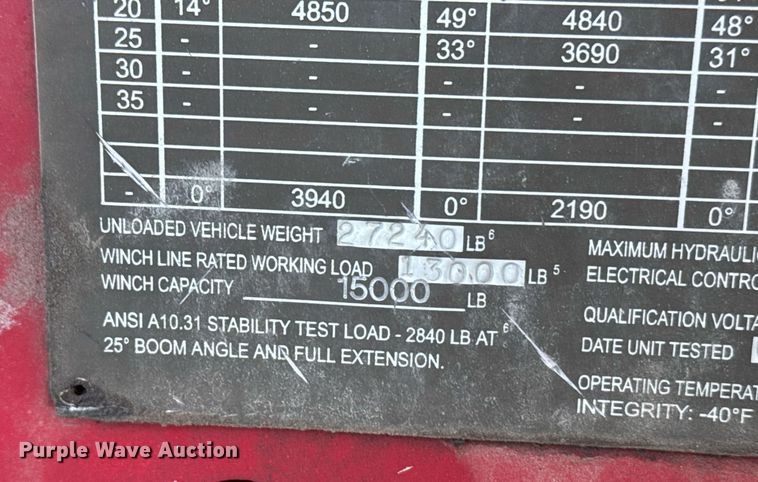 20 14° 4850 49° 4840 48°
25 - - 33° 3690 31°
30 - - - - -
35 - - - - -
- 0° 3940 0° 2190 0°
UNLOADED VEHICLE WEIGHT 27240 LB 6
WINCH LINE RATED WORKING LOAD 13000 LB 5
WINCH CAPACITY 15000 LB
ANSI A10.31 STABILITY TEST LOAD - 2840 LB AT 6
25° BOOM ANGLE AND FULL EXTENSION.
MAXIMUM HYDRAULI
ELECTRICAL CONTRO
QUALIFICATION VOLTA
DATE UNIT TESTED
OPERATING TEMPERAT
INTEGRITY: -40°F
Purple Wave Auction